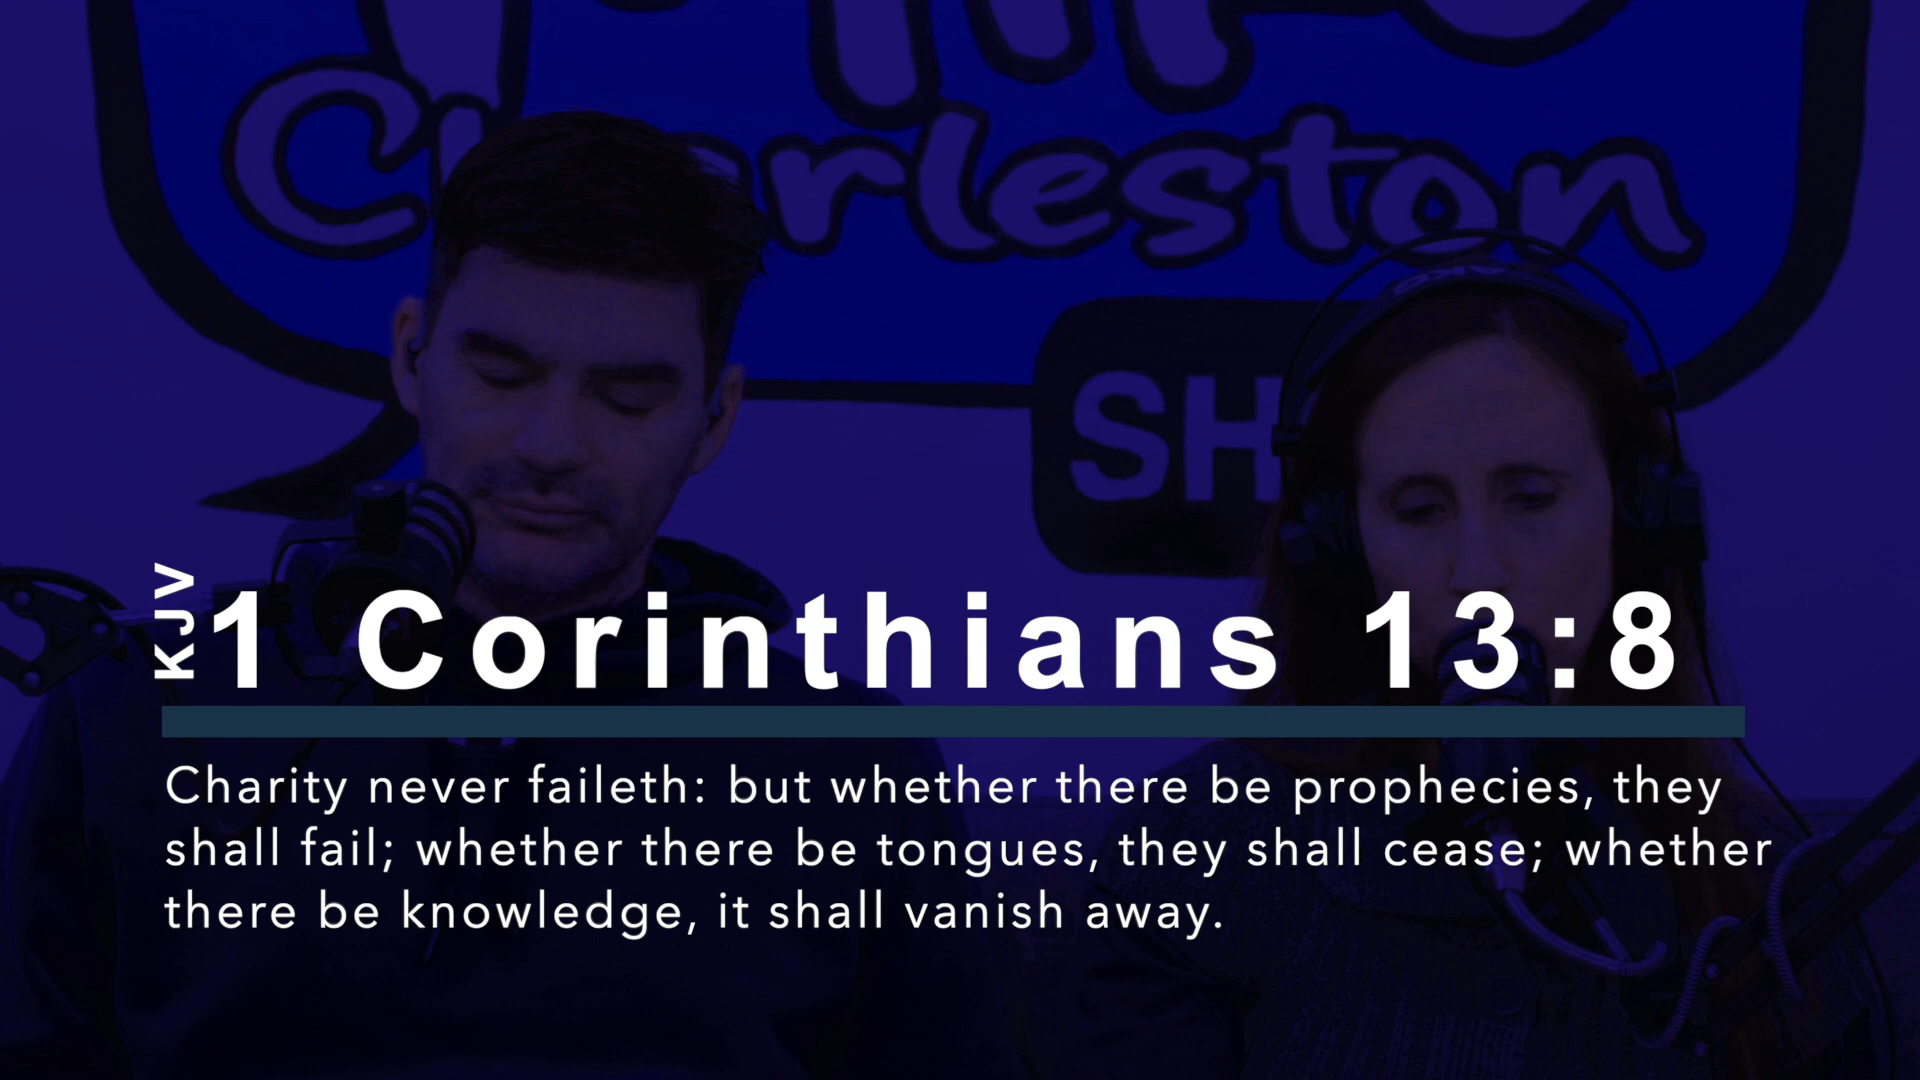 Charleston
SH
KJV
1 Corinthians 13:8
Charity never faileth: but whether there be prophecies, they
shall fail; whether there be tongues, they shall cease; whether
there be knowledge, it shall vanish away.